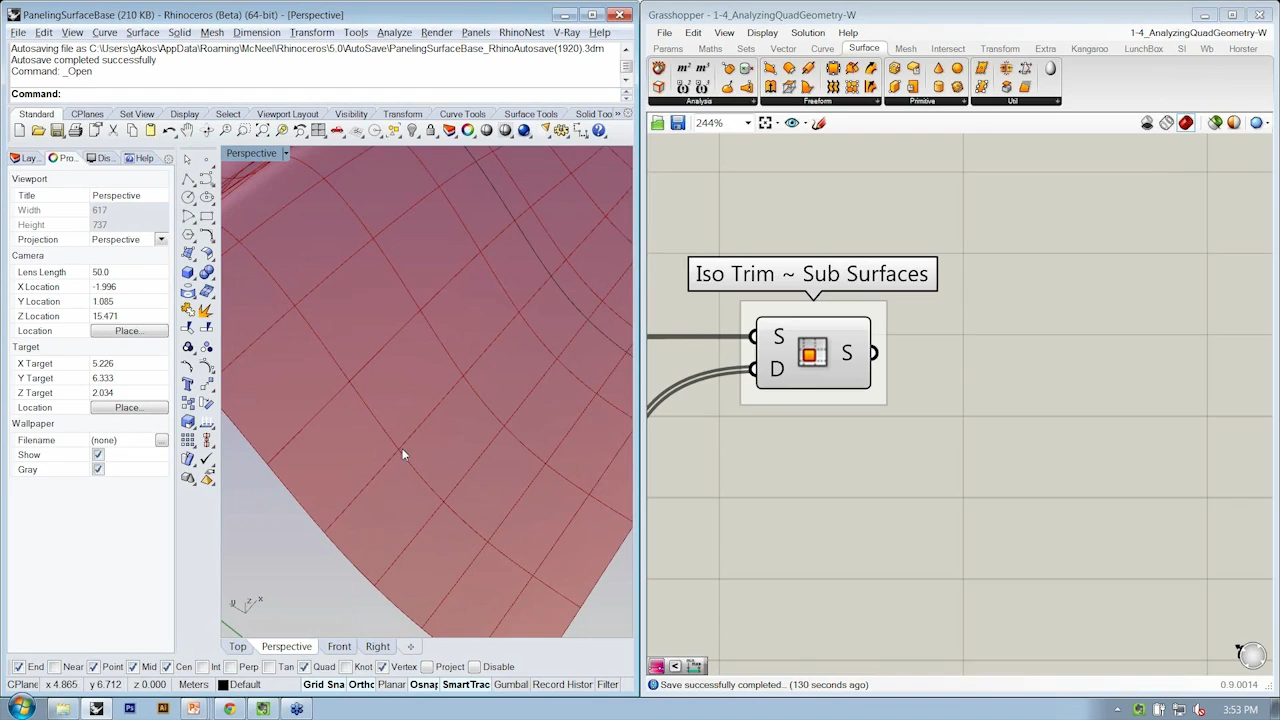 PanelingSurfaceBase (210 KB) - Rhinoceros (Beta) (64-bit) - [Perspective]
File Edit View Curve Surface Solid Mesh Dimension Transform Tools Analyze Render Panels RhinoNest V-Ray Help
Autosaving file as C:\Users\gAkos\AppData\Roaming\McNeel\Rhinoceros\5.0\AutoSave\PanelingSurfaceBase_RhinoAutosave(1920).3dm
Autosave completed successfully
Command: _Open
Command:
Standard CPlanes Set View Display Select Viewport Layout Visibility Transform Curve Tools Surface Tools Solid Too »
Lay... Pro... Dis... Help
Perspective
Viewport
Title Perspective
Width 617
Height 737
Projection Perspective
Camera
Lens Length 50.0
X Location -1.996
Y Location 1.085
Z Location 15.471
Location Place...
Target
X Target 5.226
Y Target 6.333
Z Target 2.034
Location Place...
Wallpaper
Filename (none) ...
Show
Gray
z x
Top Perspective Front Right
End Near Point Mid Cen Int Perp Tan Quad Knot Vertex Project Disable
CPlane x 4.865 y 6.712 z 0.000 Meters Default Grid Sna Ortho Planar Osnap SmartTrac Gumbal Record Histor Filter
Grasshopper - 1-4_AnalyzingQuadGeometry-W
File Edit View Display Solution Help 1-4_AnalyzingQuadGeometry-W
Params Maths Sets Vector Curve Surface Mesh Intersect Transform Extra Kangaroo LunchBox SI Wb Horster
Analysis Freeform Primitive Util
244%
Iso Trim ~ Sub Surfaces
S
D
S
Save successfully completed... (130 seconds ago) 0.9.0014
3:53 PM